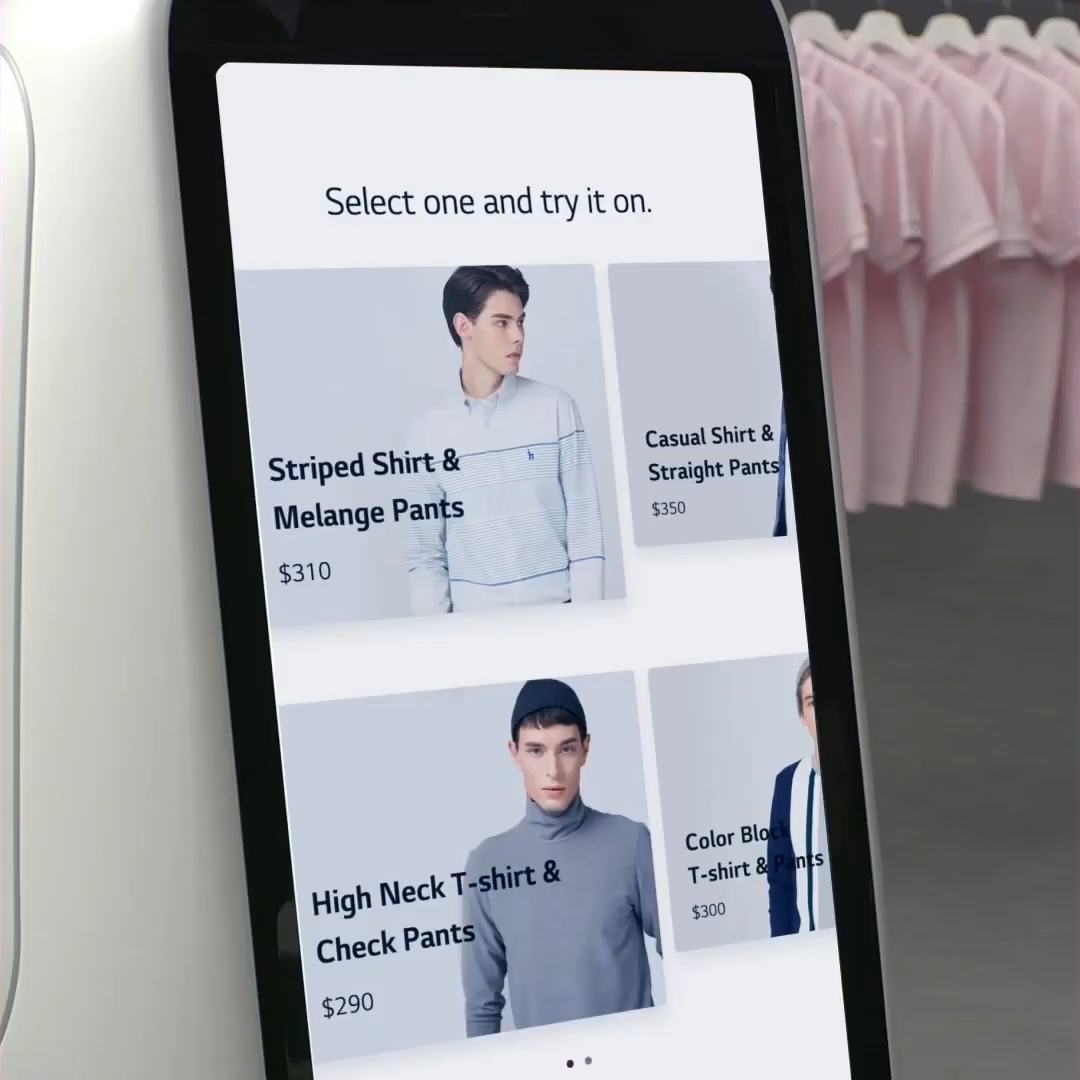 Select one and try it on.
Striped Shirt &
Melange Pants
$310
Casual Shirt &
Straight Pants
$350
High Neck T-shirt &
Check Pants
$290
Color Block
T-shirt & Pants
$300
h